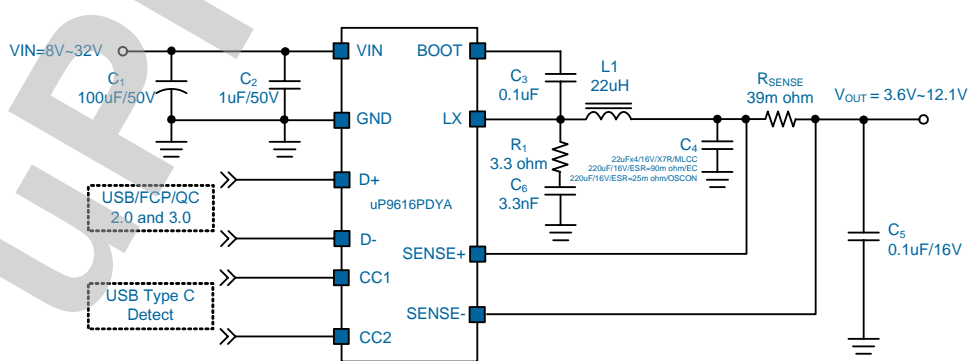 VIN=8V~32V
C1
100uF/50V
C2
1uF/50V
VIN
BOOT
GND
LX
D+
D-
CC1
CC2
uP9616PDYA
SENSE+
SENSE-
USB/FCP/QC
2.0 and 3.0
USB Type C
Detect
C3
0.1uF
L1
22uH
R1
3.3 ohm
C6
3.3nF
RSENSE
39m ohm
VOUT = 3.6V~12.1V
C4
22uFx4/16V/X7R/MLCC
220uF/16V/ESR=90m ohm/EC
220uF/16V/ESR=25m ohm/OSCON
C5
0.1uF/16V